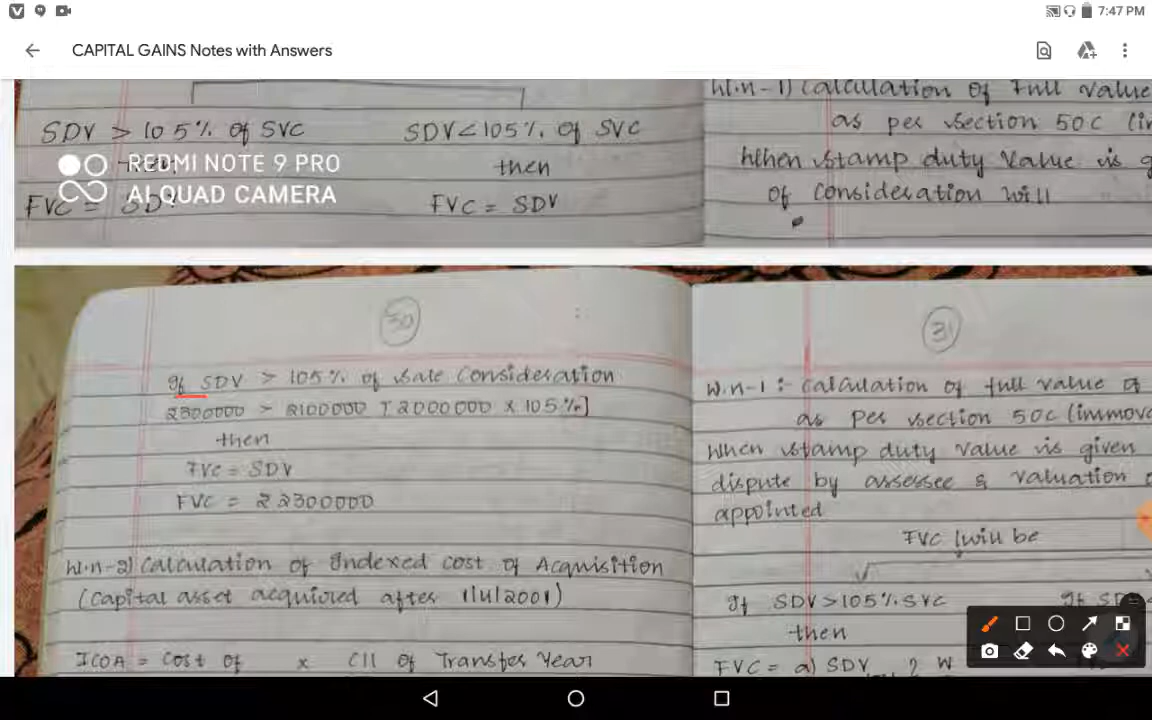 7:47 PM
CAPITAL GAINS Notes with Answers
SDV > 105% of SVC
SDV < 105% of SVC
REDMI NOTE 9 PRO
then
AI QUAD CAMERA
FVC =
FVC = SDV
W.n-1) Calculation of Full Value
as per section 50C
When stamp duty Value is
of Consideration will
30
If SDV > 105% of Sale Consideration
2300000 > 2100000 [2000000 x 105%]
then
FVC = SDV
FVC = ₹ 2300000
W.n-2) Calculation of Indexed Cost of Acquisition
(Capital asset acquired after 1/4/2001)
ICOA = Cost of x CII of Transfer Year
31
W.n-1 :- Calculation of full value of
as per section 50C (immov
When stamp duty value is given
dispute by assessee & valuation
appointed
FVC will be
If SDV > 105% SVC
If
then
FVC = a) SDV